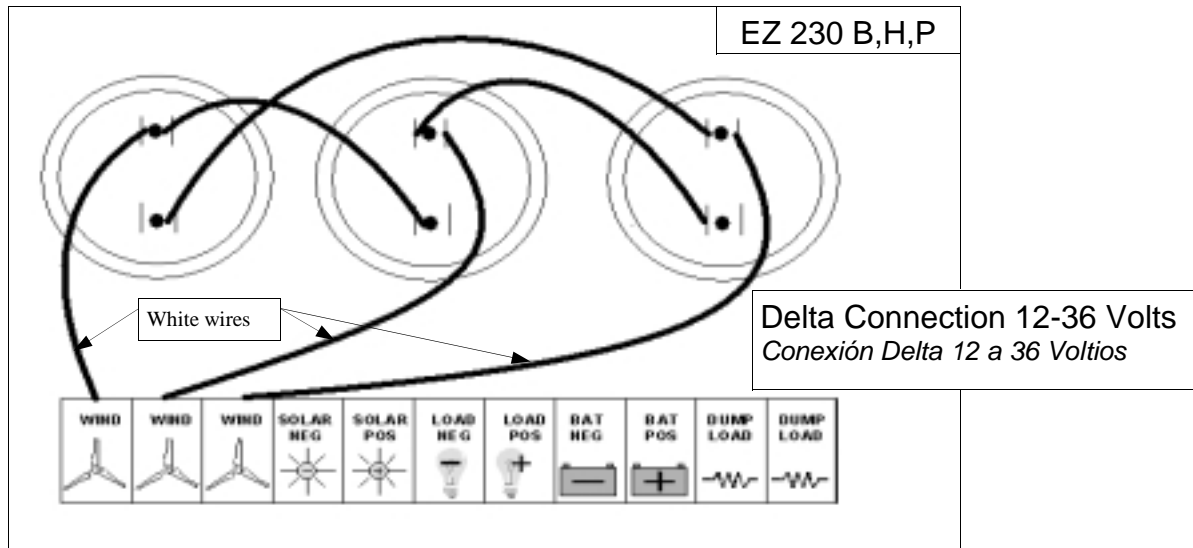 EZ 230 B,H,P
White wires
Delta Connection 12-36 Volts
Conexión Delta 12 a 36 Voltios
WIND WIND WIND SOLAR NEG SOLAR POS LOAD NEG LOAD POS BAT NEG BAT POS DUMP LOAD DUMP LOAD